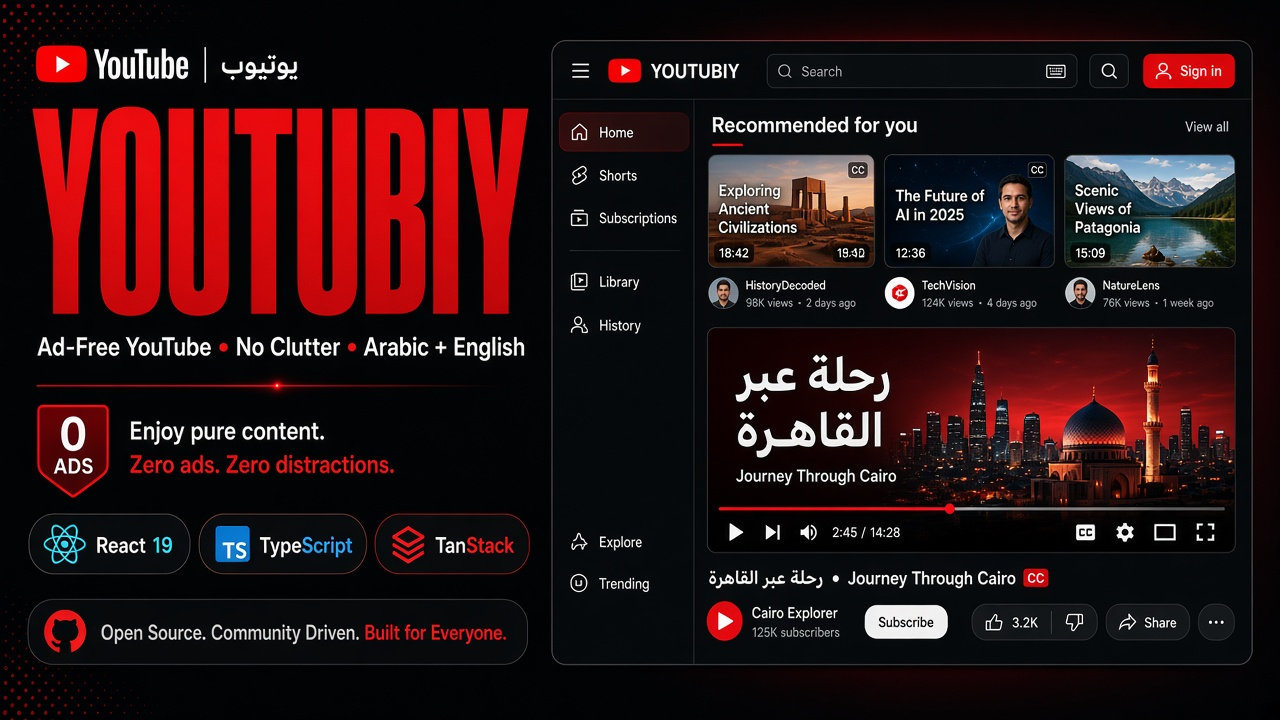 YouTube | يوتيوب
YOUTUBIY
Ad-Free YouTube • No Clutter • Arabic + English
0
ADS
Enjoy pure content.
Zero ads. Zero distractions.
React 19
TS TypeScript
TanStack
Open Source. Community Driven. Built for Everyone.
YOUTUBIY
Search
Sign in
Home
Shorts
Subscriptions
Library
History
Explore
Trending
Recommended for you
View all
CC
Exploring
Ancient
Civilizations
18:42
19:40
HistoryDecoded
98K views • 2 days ago
CC
The Future of
AI in 2025
12:36
TechVision
124K views • 4 days ago
Scenic
Views of
Patagonia
15:09
NatureLens
76K views • 1 week ago
رحلة عبر
القاهرة
Journey Through Cairo
2:45 / 14:28
CC
رحلة عبر القاهرة • Journey Through Cairo CC
Cairo Explorer
125K subscribers
Subscribe
3.2K
Share